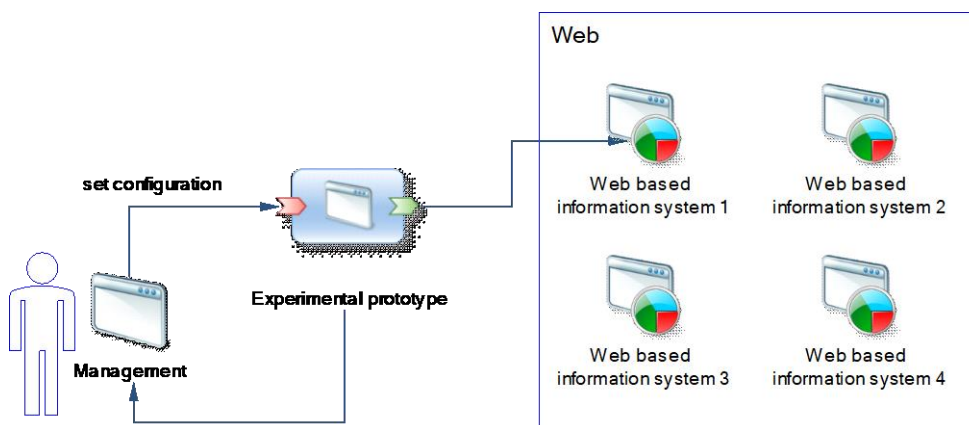 Web
Web based
information system 1
Web based
information system 2
set configuration
Experimental prototype
Management
Web based
information system 3
Web based
information system 4